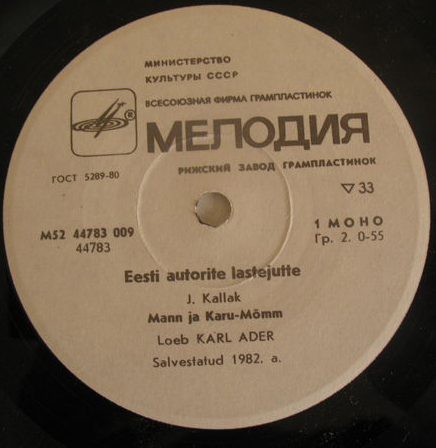 МИНИСТЕРСТВО
КУЛЬТУРЫ СССР
ВСЕСОЮЗНАЯ ФИРМА ГРАМПЛАСТИНОК
®
МЕЛОДИЯ
РИЖСКИЙ ЗАВОД ГРАМПЛАСТИНОК
ГОСТ 5289-80
▽ 33
М52 44783 009
44783
1 МОНО
Гр. 2. 0-55
Eesti autorite lastejutte
J. Kallak
Mann ja Karu-Mõmm
Loeb KARL ADER
Salvestatud 1982. a.